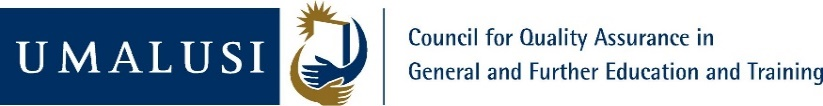 UMALUSI
Council for Quality Assurance in
General and Further Education and Training